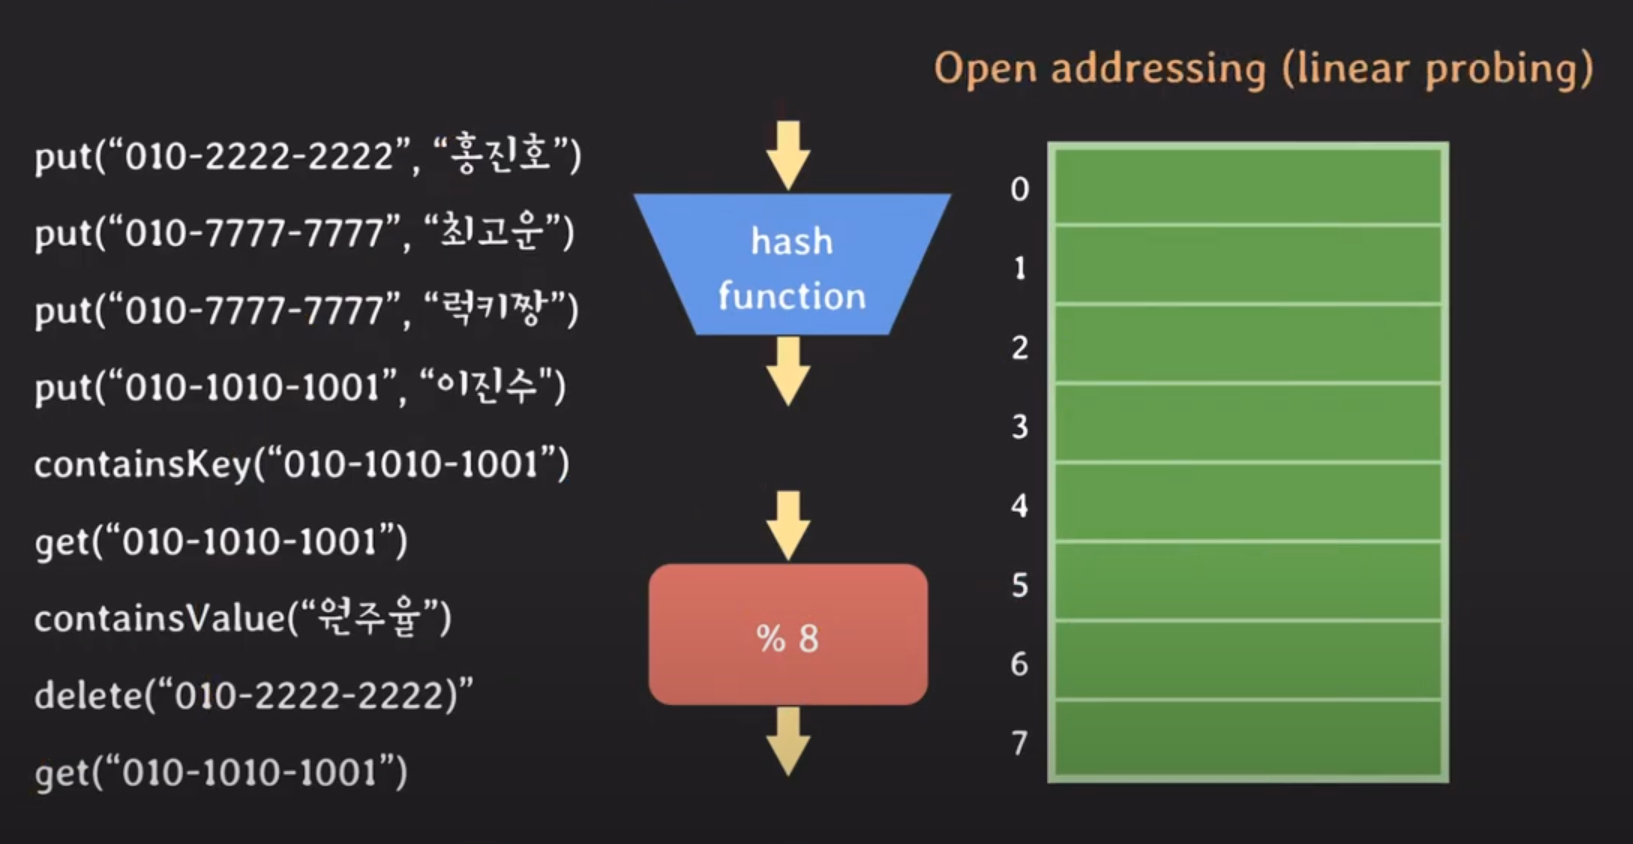 Open addressing (linear probing)
put(“010-2222-2222”, “홍진호”)
put(“010-7777-7777”, “최고운”)
put(“010-7777-7777”, “럭키짱”)
put(“010-1010-1001”, “이진수")
containsKey(“010-1010-1001”)
get(“010-1010-1001”)
containsValue(“원주율”)
delete(“010-2222-2222)”
get(“010-1010-1001”)
hash
function
% 8
0
1
2
3
4
5
6
7